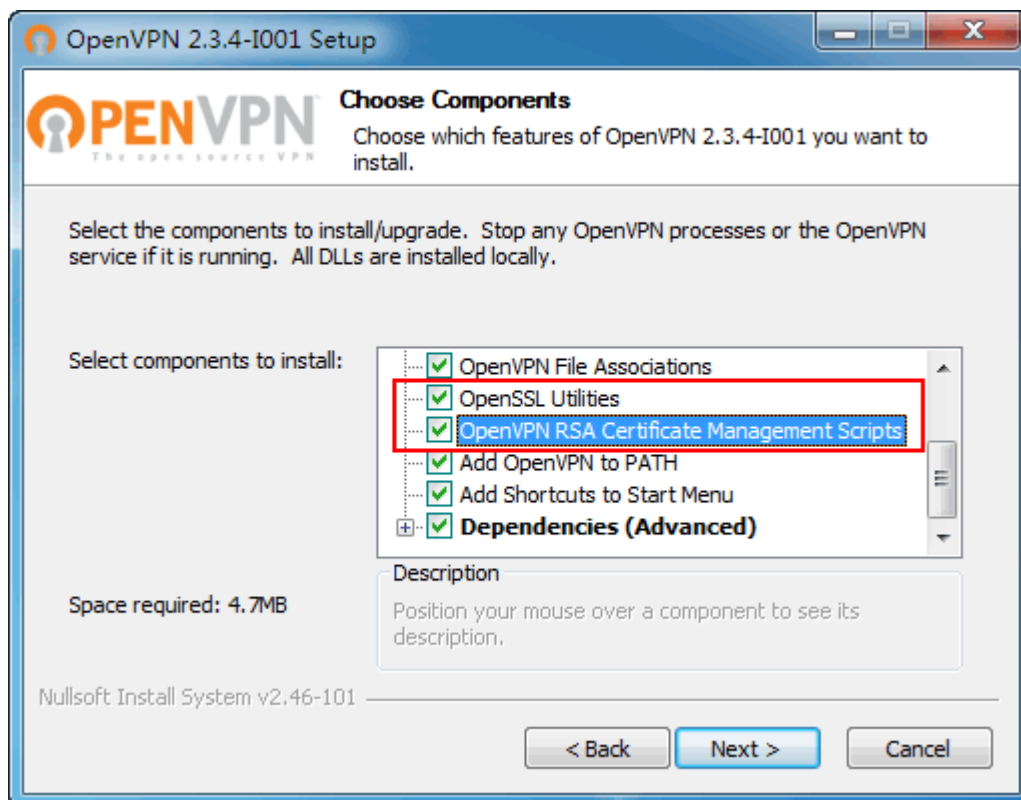 OpenVPN 2.3.4-I001 Setup
OPENVPN
The open source VPN
Choose Components
Choose which features of OpenVPN 2.3.4-I001 you want to
install.
Select the components to install/upgrade. Stop any OpenVPN processes or the OpenVPN
service if it is running. All DLLs are installed locally.
Select components to install:
OpenVPN File Associations
OpenSSL Utilities
OpenVPN RSA Certificate Management Scripts
Add OpenVPN to PATH
Add Shortcuts to Start Menu
Dependencies (Advanced)
Space required: 4.7MB
Description
Position your mouse over a component to see its
description.
Nullsoft Install System v2.46-101
< Back
Next >
Cancel